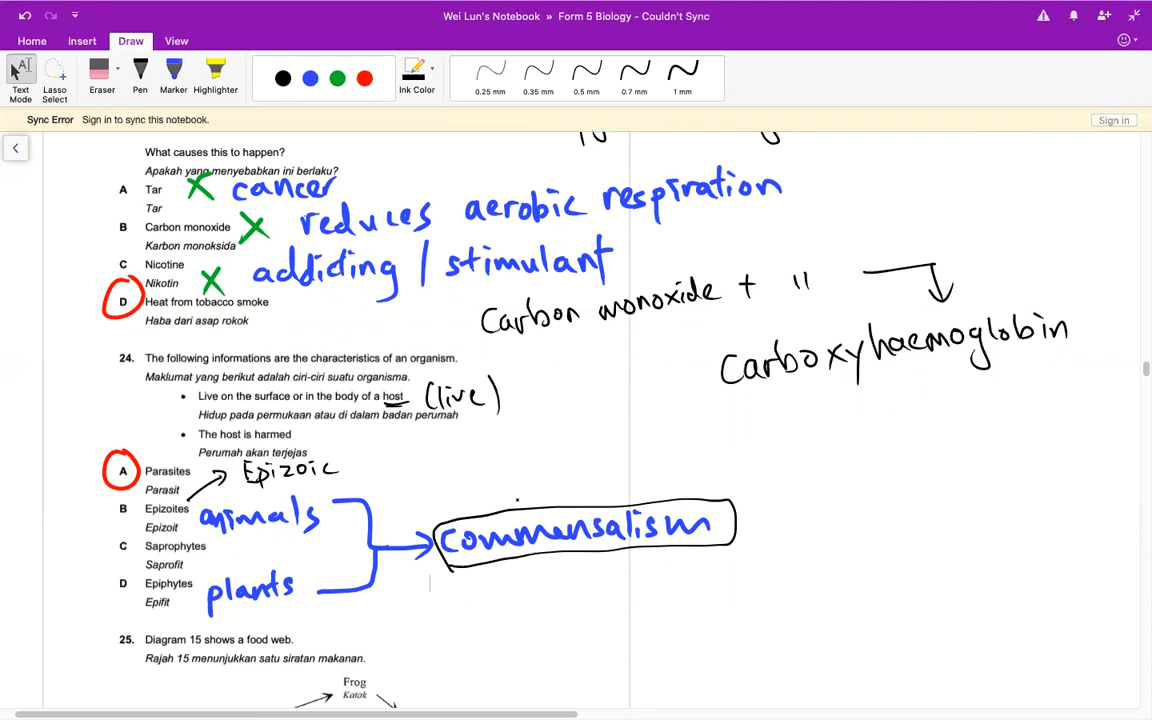 Wei Lun's Notebook » Form 5 Biology - Couldn't Sync
Home Insert Draw View
Text Mode
Lasso Select
Eraser
Pen
Marker
Highlighter
Ink Color
0.25 mm 0.35 mm 0.5 mm 0.7 mm 1 mm
Sync Error Sign in to sync this notebook. Sign in
What causes this to happen?
Apakah yang menyebabkan ini berlaku?
A Tar X cancer
Tar
B Carbon monoxide X reduces aerobic respiration
Karbon monoksida
C Nicotine X addicting / stimulant
Nikotin
D Heat from tobacco smoke
Haba dari asap rokok
Carbon monoxide + "
carboxyhaemoglobin
24. The following informations are the characteristics of an organism.
Maklumat yang berikut adalah ciri-ciri suatu organisma.
• Live on the surface or in the body of a host (live)
Hidup pada permukaan atau di dalam badan perumah
• The host is harmed
Perumah akan terjejas
A Parasites
Parasit
Epizoic
B Epizoites animals
Epizoit
commensalism
C Saprophytes
Saprofit
D Epiphytes plants
Epifit
25. Diagram 15 shows a food web.
Rajah 15 menunjukkan satu siratan makanan.
Frog
Katak